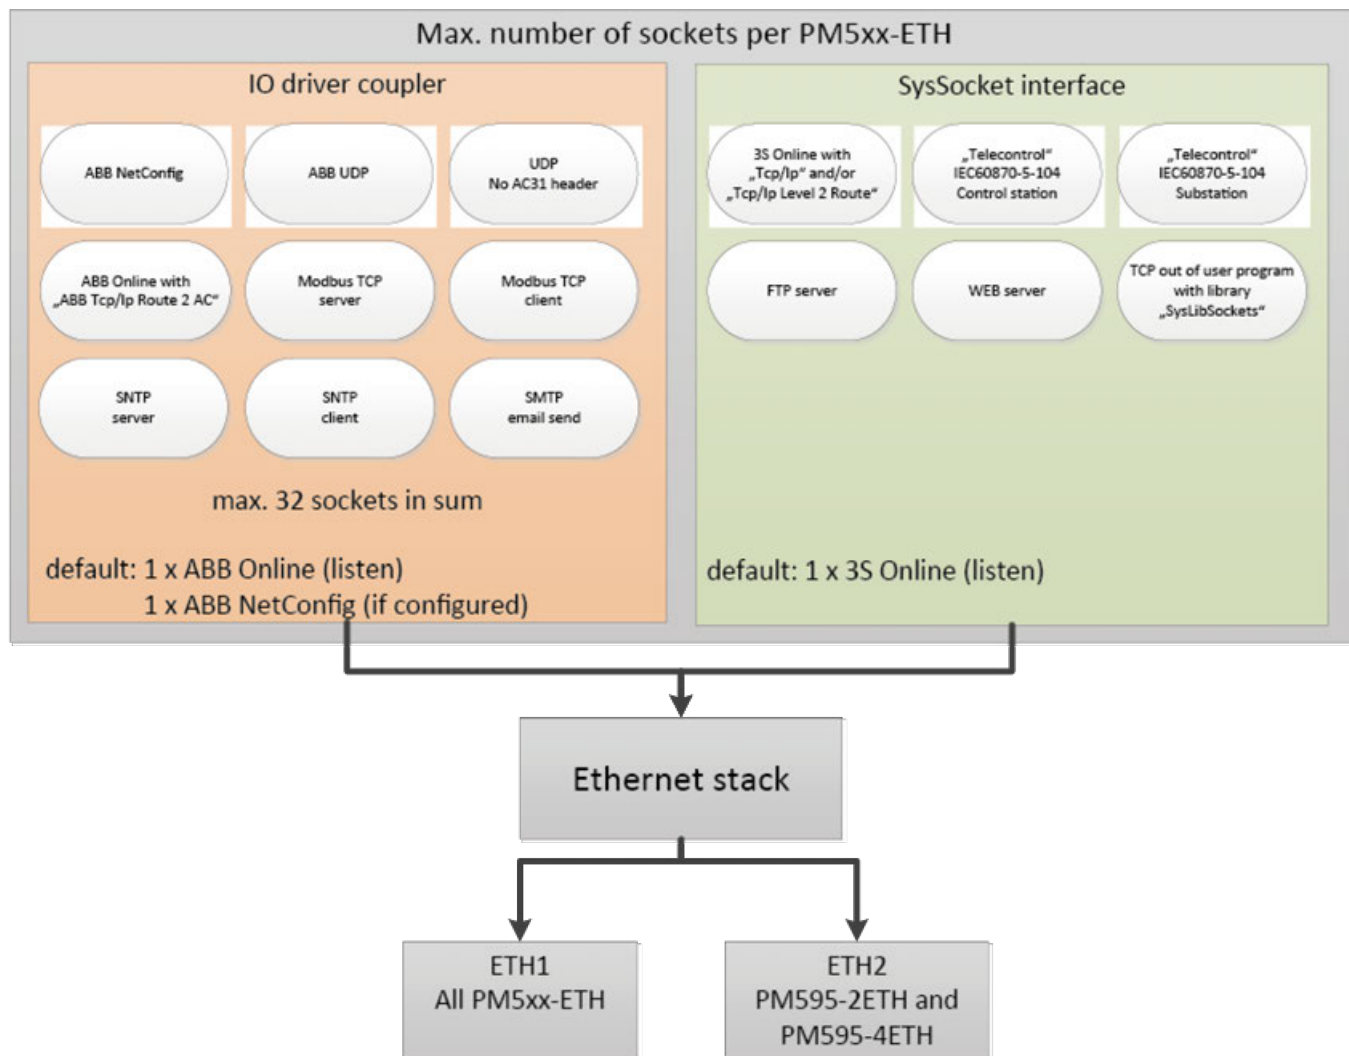 Max. number of sockets per PM5xx-ETH
IO driver coupler
ABB NetConfig
ABB UDP
UDP
No AC31 header
ABB Online with
„ABB Tcp/Ip Route 2 AC“
Modbus TCP
server
Modbus TCP
client
SNTP
server
SNTP
client
SMTP
email send
max. 32 sockets in sum
default: 1 x ABB Online (listen)
1 x ABB NetConfig (if configured)
SysSocket interface
3S Online with
„Tcp/Ip“ and/or
„Tcp/Ip Level 2 Route“
„Telecontrol“
IEC60870-5-104
Control station
„Telecontrol“
IEC60870-5-104
Substation
FTP server
WEB server
TCP out of user program
with library
„SysLibSockets“
default: 1 x 3S Online (listen)
Ethernet stack
ETH1
All PM5xx-ETH
ETH2
PM595-2ETH and
PM595-4ETH